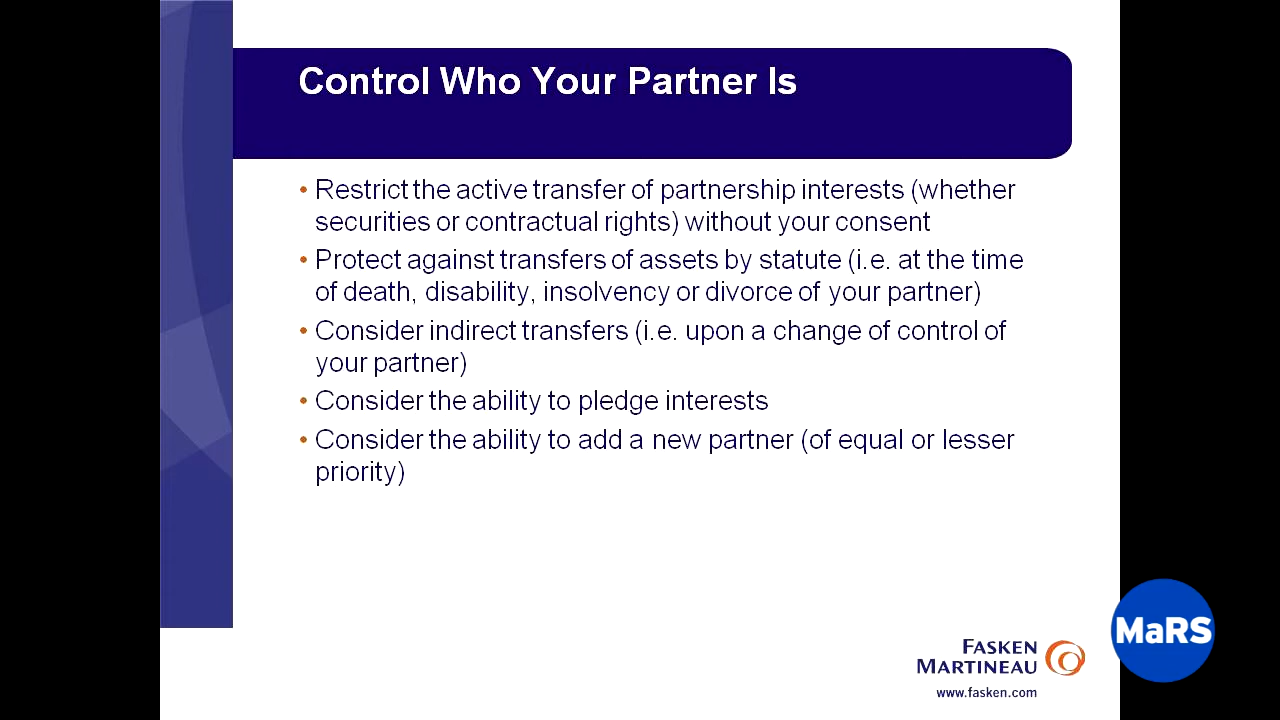 Control Who Your Partner Is
• Restrict the active transfer of partnership interests (whether
securities or contractual rights) without your consent
• Protect against transfers of assets by statute (i.e. at the time
of death, disability, insolvency or divorce of your partner)
• Consider indirect transfers (i.e. upon a change of control of
your partner)
• Consider the ability to pledge interests
• Consider the ability to add a new partner (of equal or lesser
priority)
FASKEN
MARTINEAU
www.fasken.com
MaRS